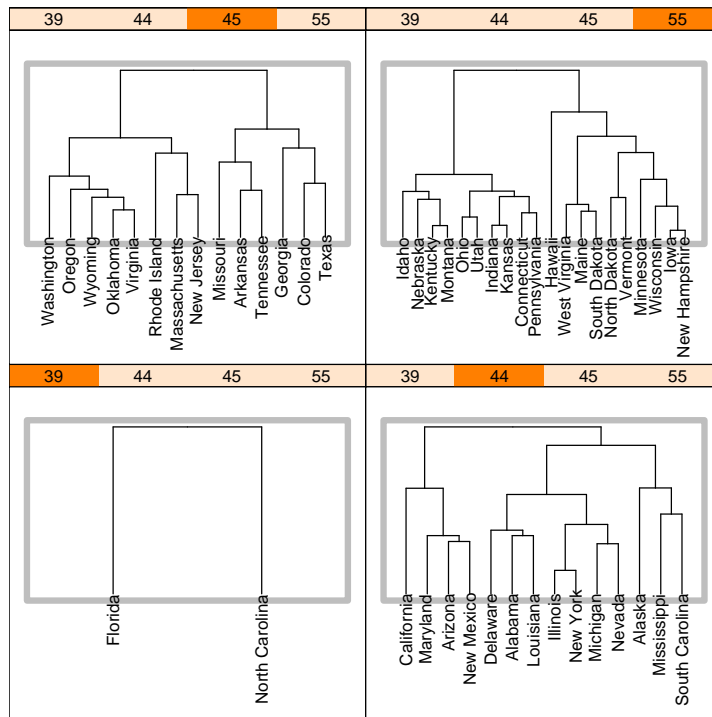 39 44 45 55
39 44 45 55
Washington
Oregon
Wyoming
Oklahoma
Virginia
Rhode Island
Massachusetts
New Jersey
Missouri
Arkansas
Tennessee
Georgia
Colorado
Texas
Idaho
Nebraska
Kentucky
Montana
Ohio
Utah
Indiana
Kansas
Connecticut
Pennsylvania
Hawaii
West Virginia
Maine
South Dakota
North Dakota
Vermont
Minnesota
Wisconsin
Iowa
New Hampshire
39 44 45 55
39 44 45 55
Florida
North Carolina
California
Maryland
Arizona
New Mexico
Delaware
Alabama
Louisiana
Illinois
New York
Michigan
Nevada
Alaska
Mississippi
South Carolina